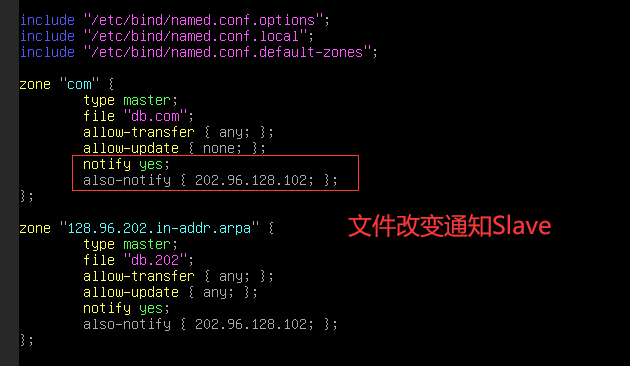 include "/etc/bind/named.conf.options";
include "/etc/bind/named.conf.local";
include "/etc/bind/named.conf.default-zones";
zone "com" {
type master;
file "db.com";
allow-transfer { any; };
allow-update { none; };
notify yes;
also-notify { 202.96.128.102; };
};
文件改变通知Slave
zone "128.96.202.in-addr.arpa" {
type master;
file "db.202";
allow-transfer { any; };
allow-update { any; };
notify yes;
also-notify { 202.96.128.102; };
};